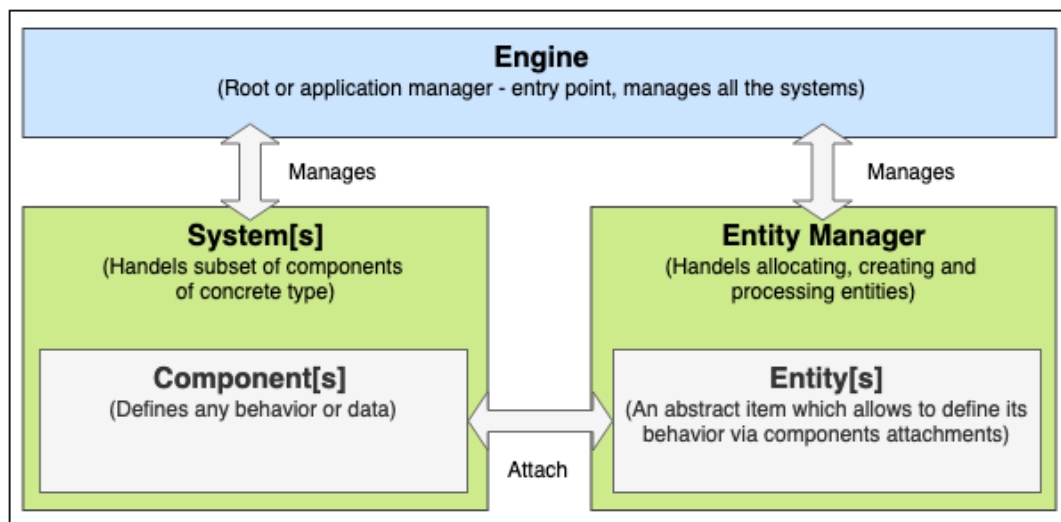 Engine
(Root or application manager - entry point, manages all the systems)
Manages
Manages
System[s]
(Handels subset of components
of concrete type)
Entity Manager
(Handels allocating, creating and
processing entities)
Component[s]
(Defines any behavior or data)
Entity[s]
(An abstract item which allows to define its
behavior via components attachments)
Attach